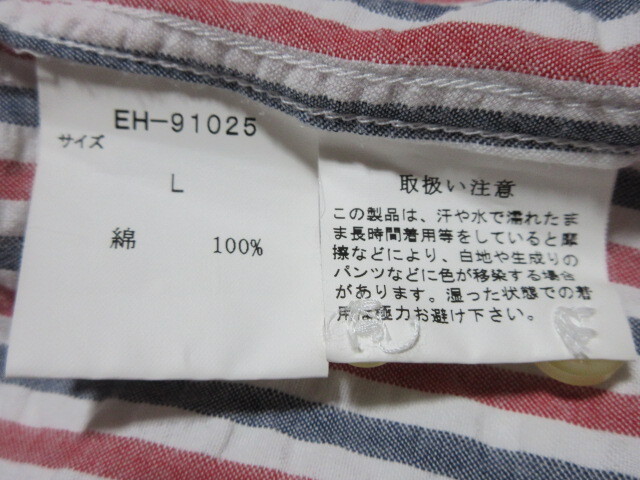 EH-91025
サイズ
L
綿 100%
取扱い注意
この製品は、汗や水で濡れたま
ま長時間着用等をしていると摩
擦などにより、白地や生成りの
パンツなどに色が移染する場合
があります。湿った状態での着
用は極力お避け下さい。